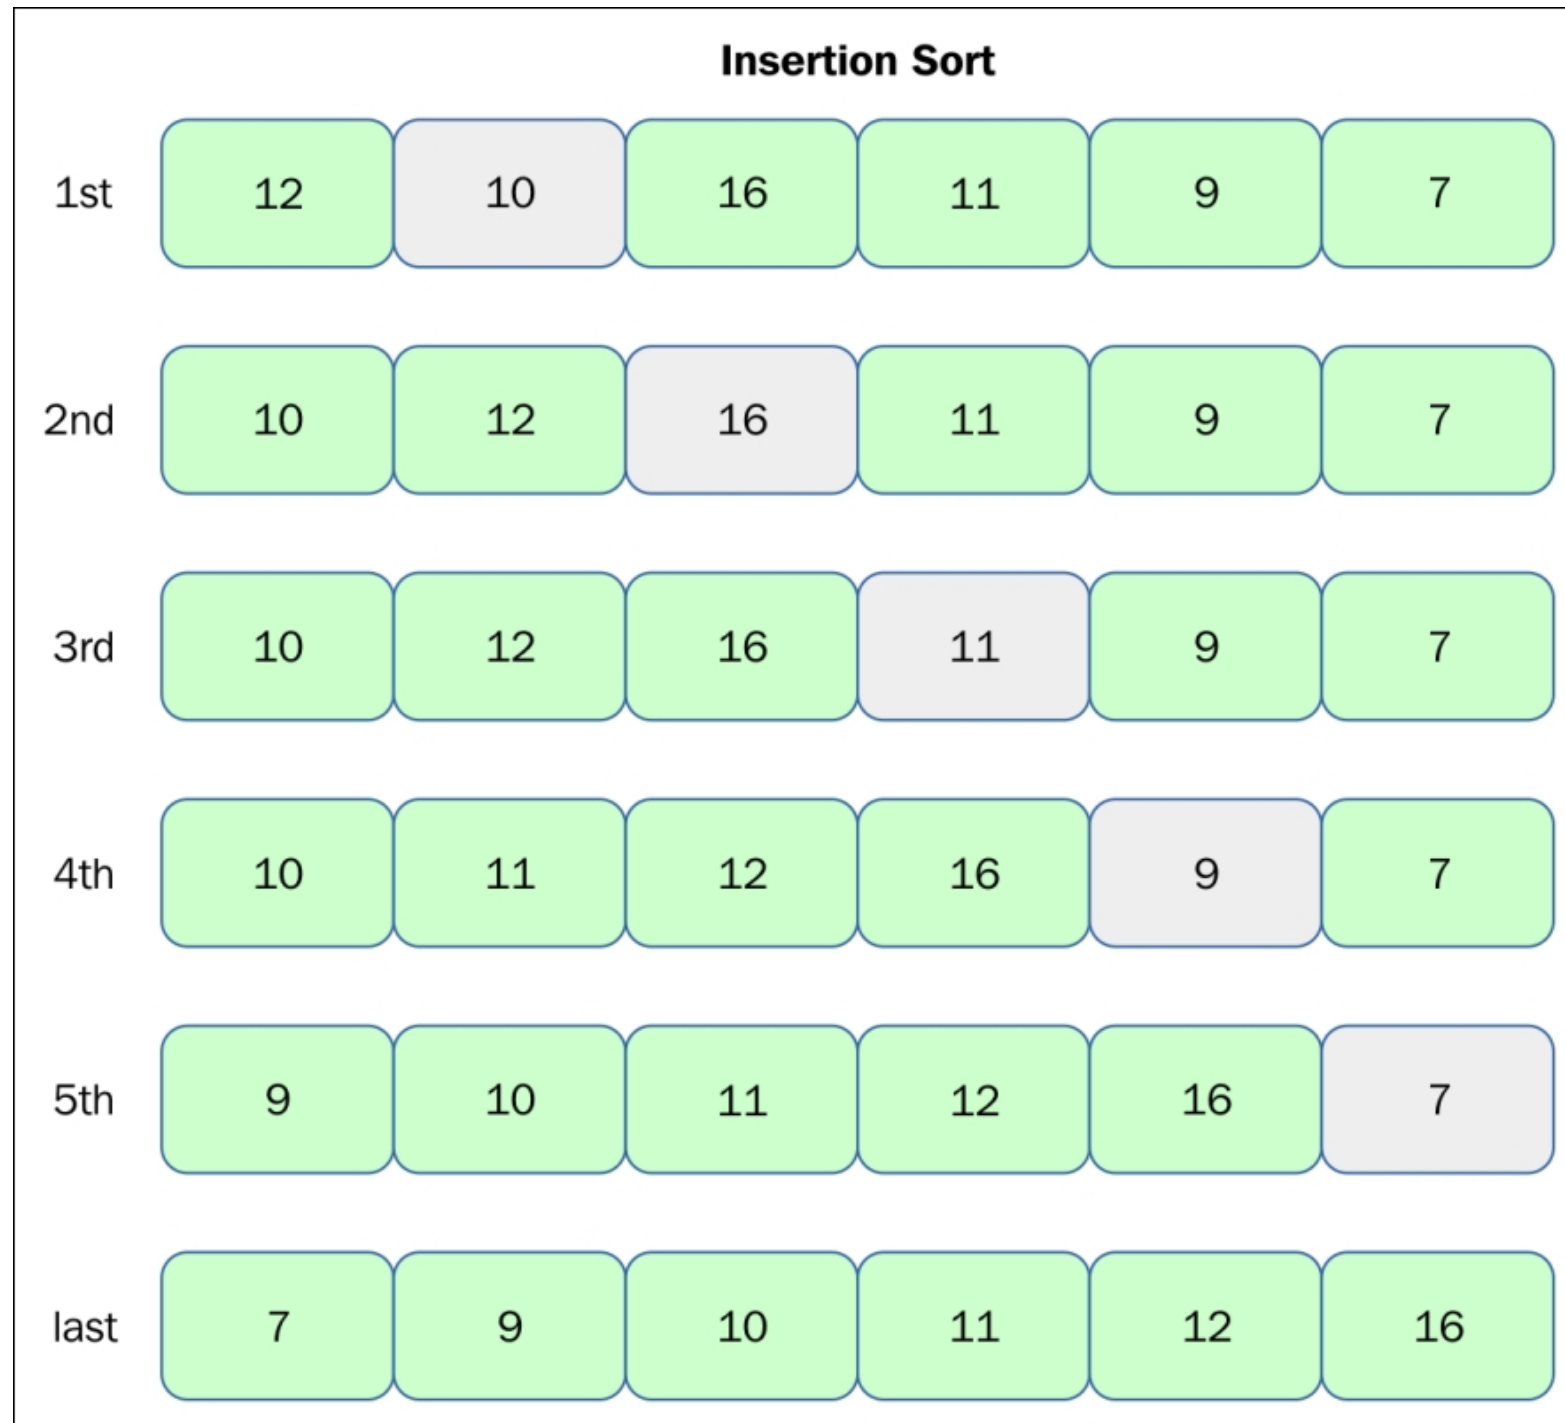 Insertion Sort
1st 12 10 16 11 9 7
2nd 10 12 16 11 9 7
3rd 10 12 16 11 9 7
4th 10 11 12 16 9 7
5th 9 10 11 12 16 7
last 7 9 10 11 12 16